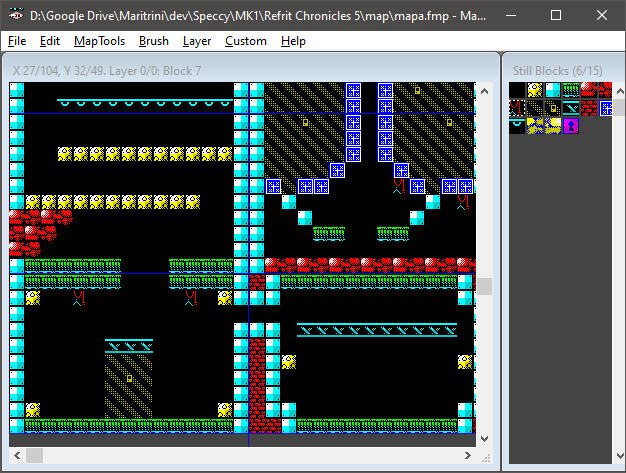 D:\Google Drive\Maritrini\dev\Speccy\MK1\Refrit Chronicles 5\map\mapa.fmp - Ma...
File Edit MapTools Brush Layer Custom Help
X 27/104, Y 32/49. Layer 0/0: Block 7
Still Blocks (6/15)